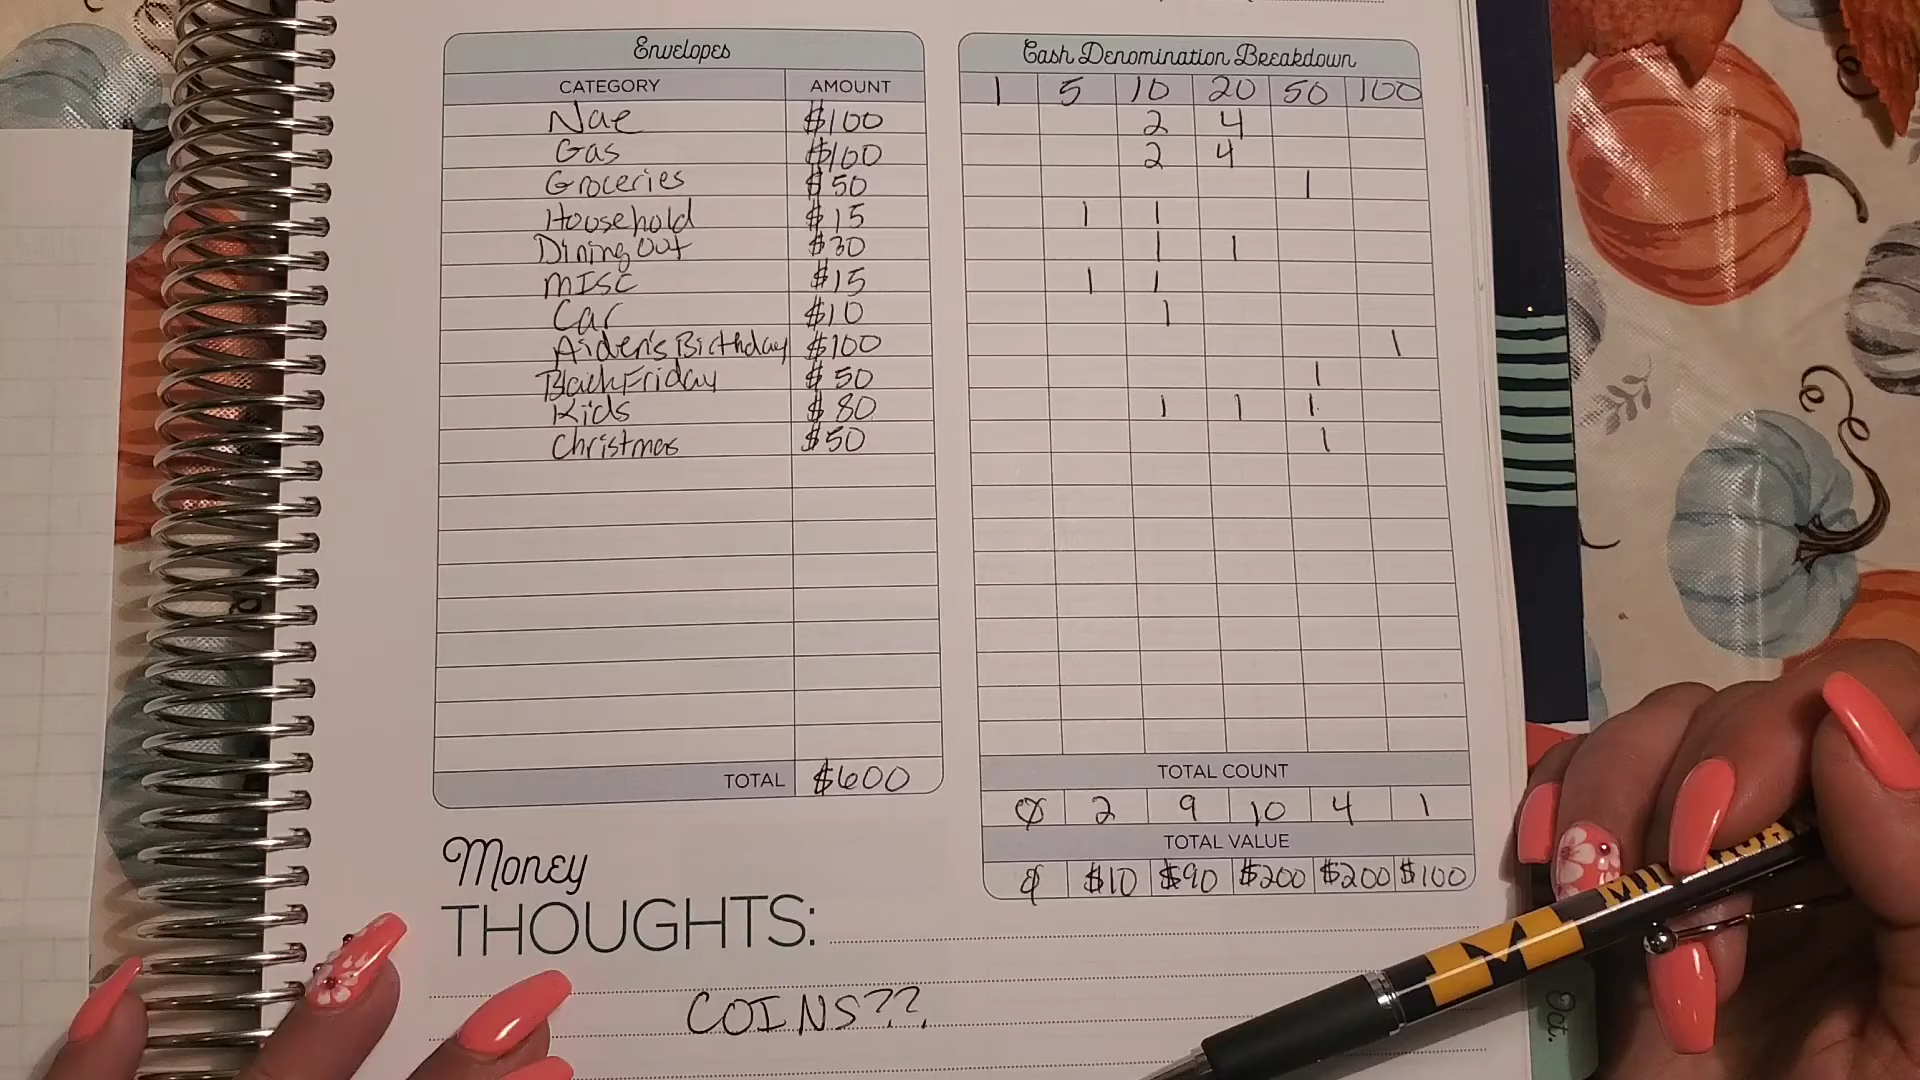 Envelopes
CATEGORY AMOUNT
Nae $100
Gas $100
Groceries $50
Household $15
Dining Out $30
MISC $15
Car $10
Aiden's Birthday $100
Black Friday $50
Kids $80
Christmas $50
TOTAL $600
Cash Denomination Breakdown
1 5 10 20 50 100
2 4
2 4
1
1 1
1 1
1 1
1
1
1
1 1 1
1
TOTAL COUNT
0 2 9 10 4 1
TOTAL VALUE
$10 $90 $200 $200 $100
Money
THOUGHTS:
COINS??
M
Oct.